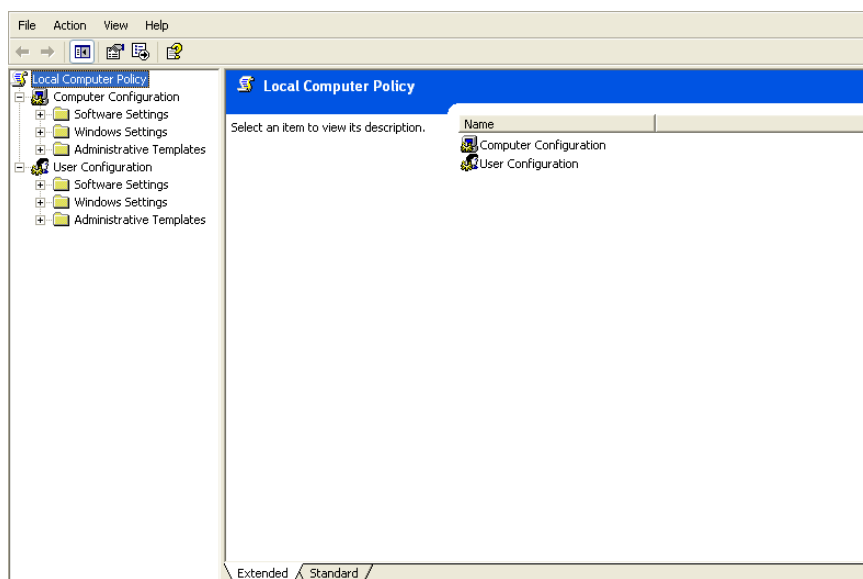 File Action View Help
Local Computer Policy
Computer Configuration
Software Settings
Windows Settings
Administrative Templates
User Configuration
Software Settings
Windows Settings
Administrative Templates
Local Computer Policy
Select an item to view its description.
Name
Computer Configuration
User Configuration
Extended Standard